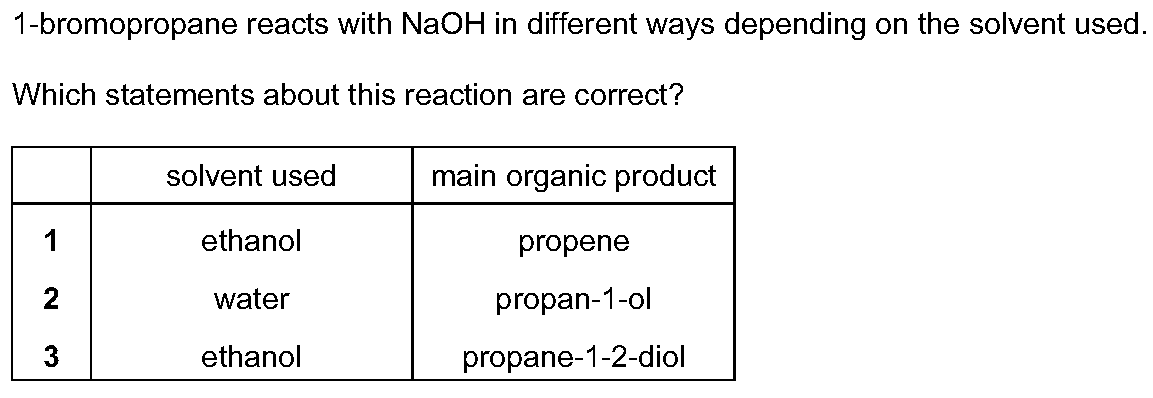 1-bromopropane reacts with NaOH in different ways depending on the solvent used.
Which statements about this reaction are correct?
solvent used main organic product
1 ethanol propene
2 water propan-1-ol
3 ethanol propane-1-2-diol